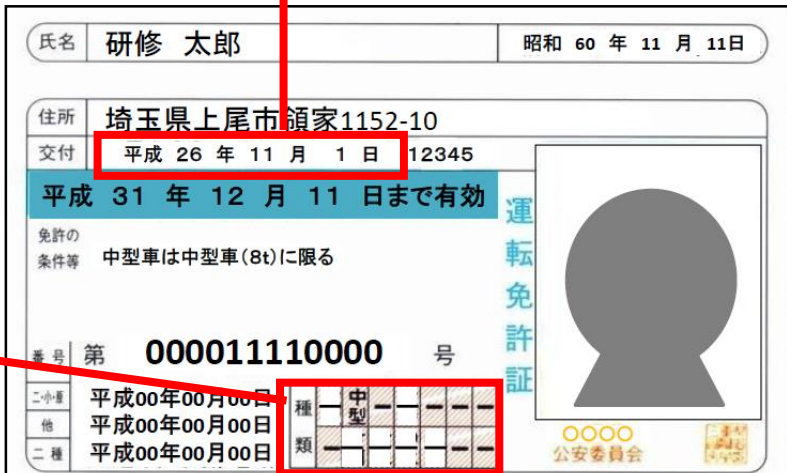 氏名 研修 太郎 昭和 60 年 11 月 11日
住所 埼玉県上尾市領家1152-10
交付 平成 26 年 11 月 1 日 12345
平成 31 年 12 月 11 日まで有効
免許の
条件等 中型車は中型車(8t)に限る
運転免許証
番号 第 000011110000 号
二・小・原 平成00年00月00日
他 平成00年00月00日
二種 平成00年00月00日
種類 中型
○○○○
公安委員会